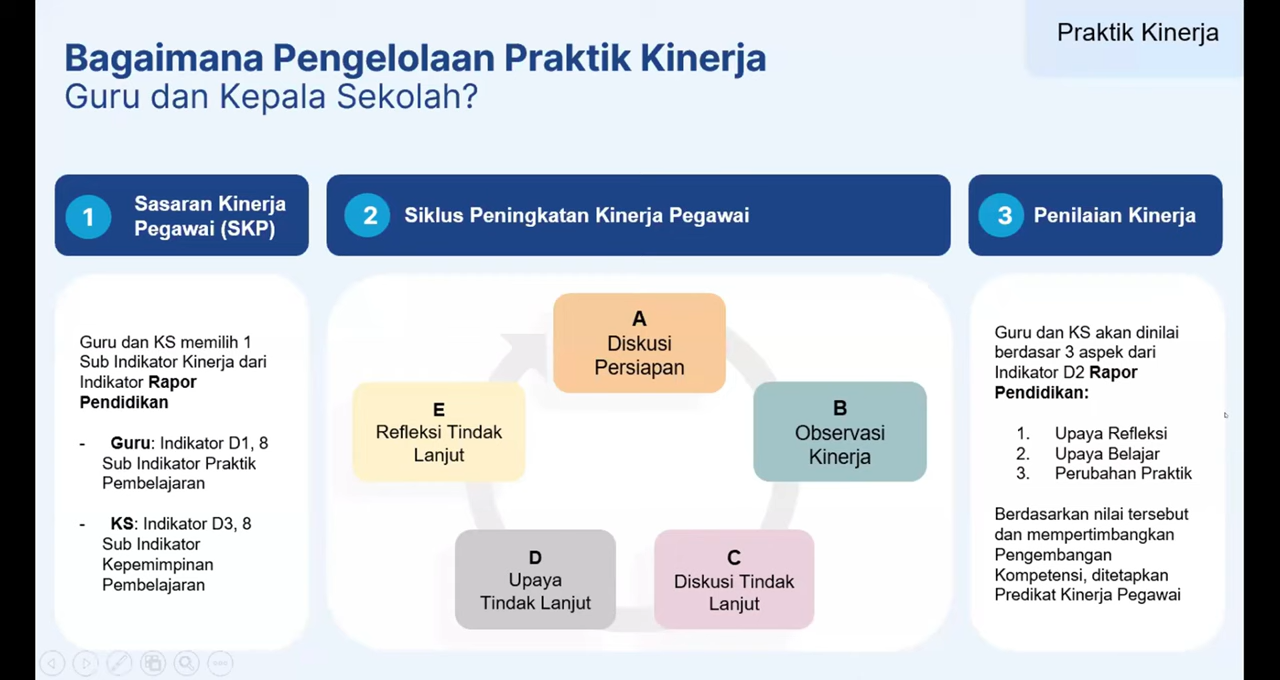 Praktik Kinerja
Bagaimana Pengelolaan Praktik Kinerja
Guru dan Kepala Sekolah?
1
Sasaran Kinerja
Pegawai (SKP)
Guru dan KS memilih 1
Sub Indikator Kinerja dari
Indikator Rapor
Pendidikan
- Guru: Indikator D1, 8
Sub Indikator Praktik
Pembelajaran
- KS: Indikator D3, 8
Sub Indikator
Kepemimpinan
Pembelajaran
2
Siklus Peningkatan Kinerja Pegawai
A
Diskusi
Persiapan
B
Observasi
Kinerja
C
Diskusi Tindak
Lanjut
D
Upaya
Tindak Lanjut
E
Refleksi Tindak
Lanjut
3
Penilaian Kinerja
Guru dan KS akan dinilai
berdasar 3 aspek dari
Indikator D2 Rapor
Pendidikan:
1. Upaya Refleksi
2. Upaya Belajar
3. Perubahan Praktik
Berdasarkan nilai tersebut
dan mempertimbangkan
Pengembangan
Kompetensi, ditetapkan
Predikat Kinerja Pegawai